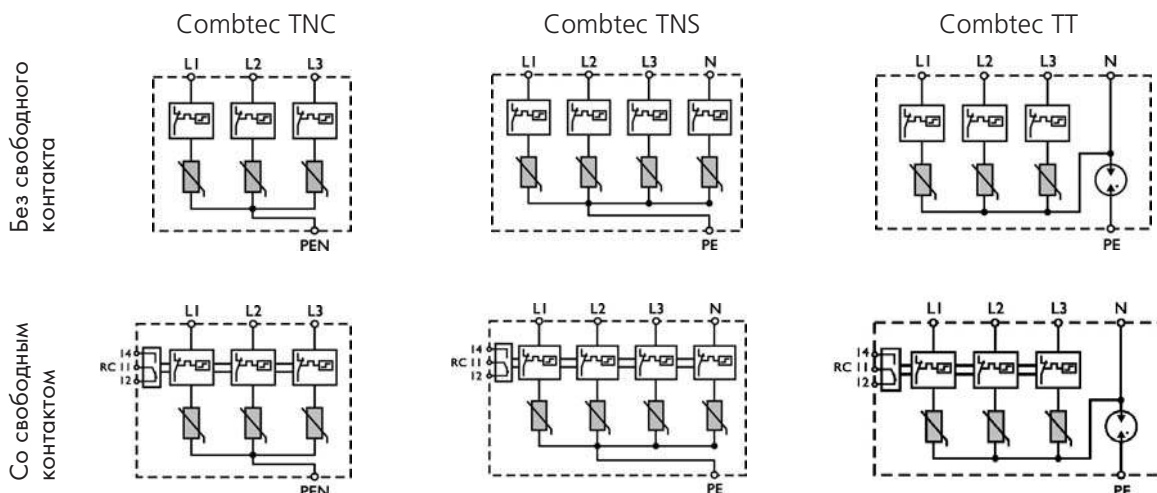 Combtec TNC
Combtec TNS
Combtec TT
Без свободного
контакта
L1 L2 L3
PEN
L1 L2 L3 N
PE
L1 L2 L3 N
PE
Со свободным
контактом
L1 L2 L3
14
RC 11
12
PEN
L1 L2 L3 N
14
RC 11
12
PE
L1 L2 L3 N
14
RC 11
12
PE